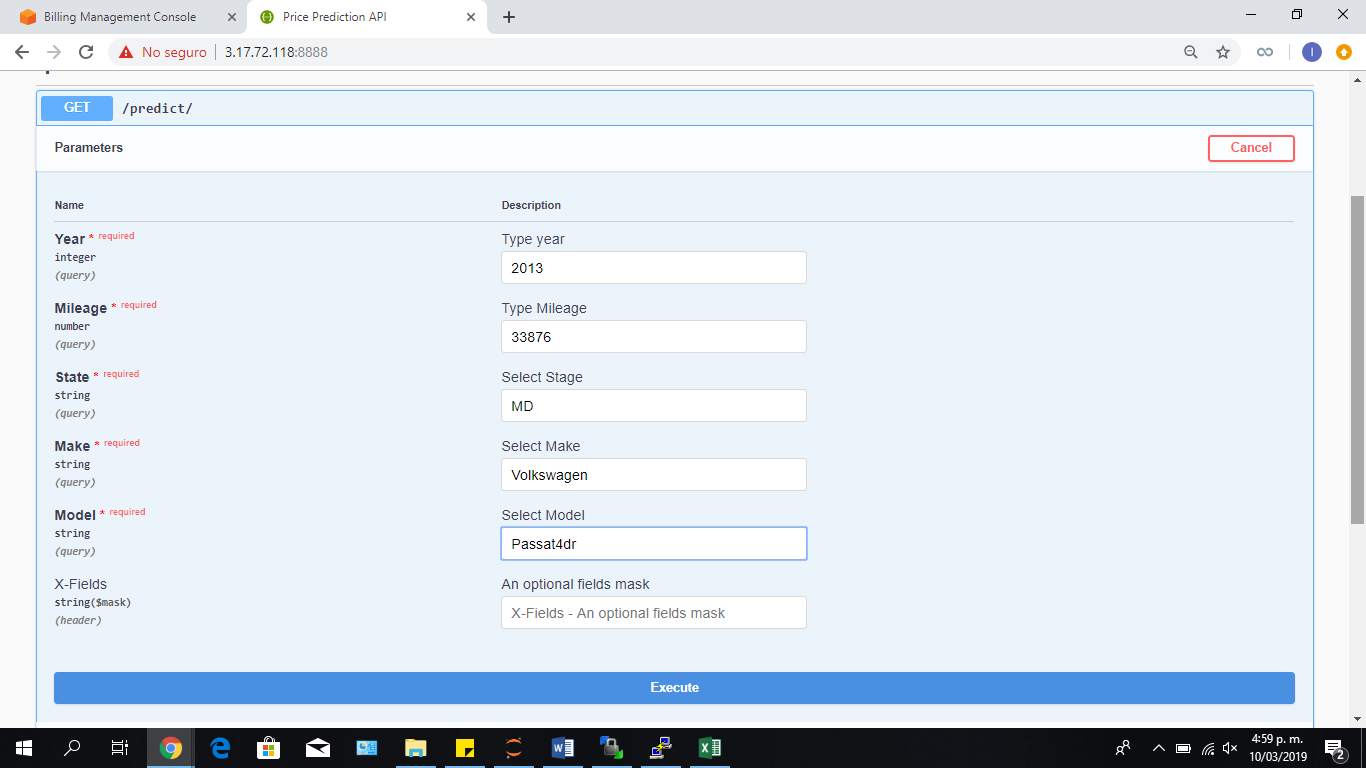 Billing Management Console
Price Prediction API
No seguro
3.17.72.118:8888
I
GET /predict/
Parameters
Cancel
Name Description
Year * required
integer
(query)
Type year
2013
Mileage * required
number
(query)
Type Mileage
33876
State * required
string
(query)
Select Stage
MD
Make * required
string
(query)
Select Make
Volkswagen
Model * required
string
(query)
Select Model
Passat4dr
X-Fields
string($mask)
(header)
An optional fields mask
X-Fields - An optional fields mask
Execute
4:59 p. m.
10/03/2019
2